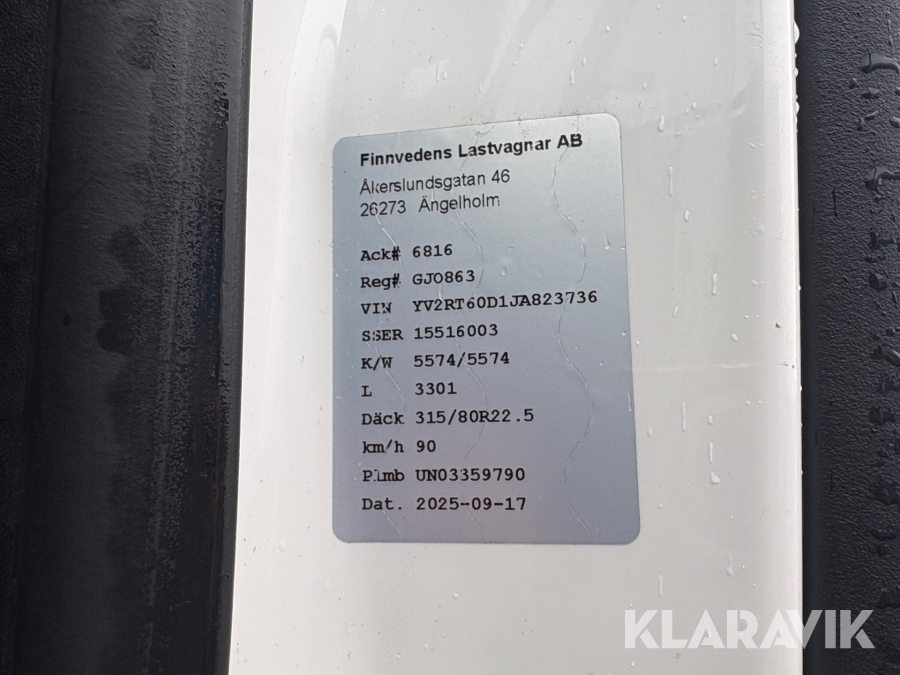 Finnvedens Lastvagnar AB
Åkerslundsgatan 46
26273 Ängelholm
Ack# 6816
Reg# GJO863
VIN YV2RT60D1JA823736
SSER 15516003
K/W 5574/5574
L 3301
Däck 315/80R22.5
km/h 90
Plmb UN03359790
Dat. 2025-09-17
KLARAVIK